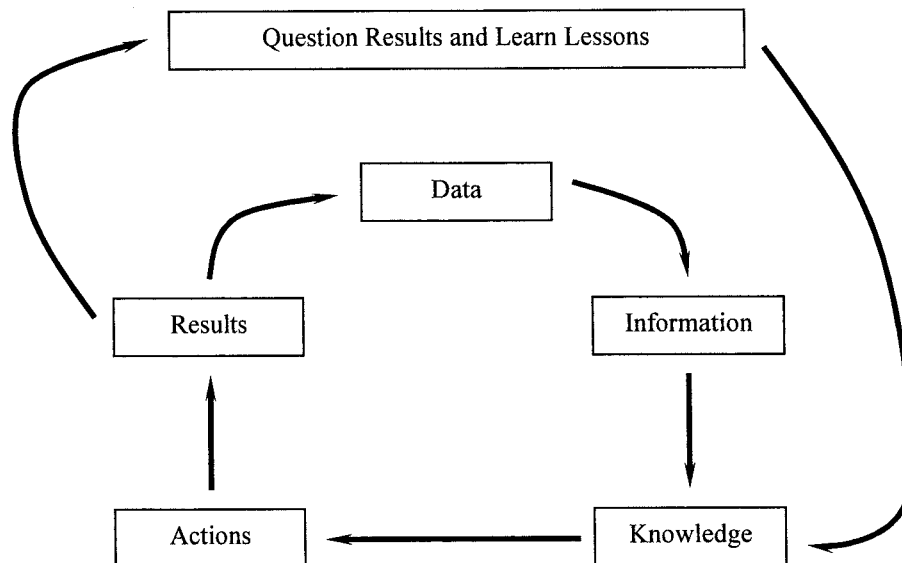 Question Results and Learn Lessons
Data
Results
Information
Actions
Knowledge